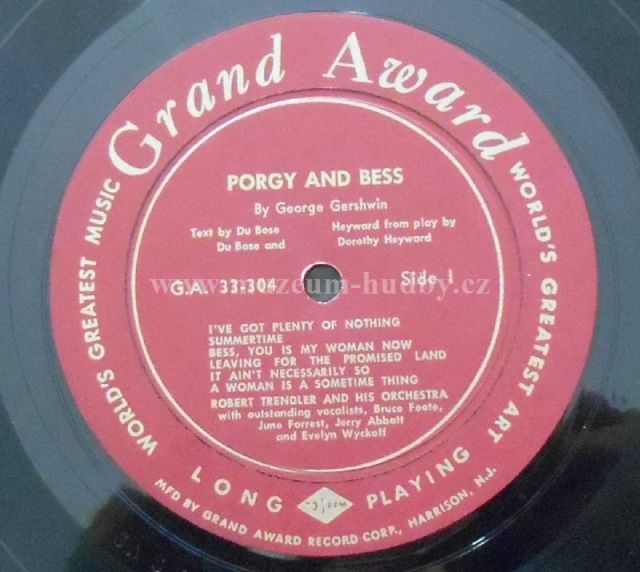 Grand Award
WORLD'S GREATEST MUSIC
WORLD'S GREATEST ART
PORGY AND BESS
By George Gershwin
Text by Du Bose Heyward from play by
Du Bose and Dorothy Heyward
G.A. 33-304 Side 1
www.muzeum-hudby.cz
I'VE GOT PLENTY OF NOTHING
SUMMERTIME
BESS, YOU IS MY WOMAN NOW
LEAVING FOR THE PROMISED LAND
IT AIN'T NECESSARILY SO
A WOMAN IS A SOMETIME THING
ROBERT TRENDLER AND HIS ORCHESTRA
with outstanding vocalists, Bruce Foote,
June Forrest, Jerry Abbott
and Evelyn Wyckoff
LONG PLAYING
MFD BY GRAND AWARD RECORD CORP., HARRISON, N.J.